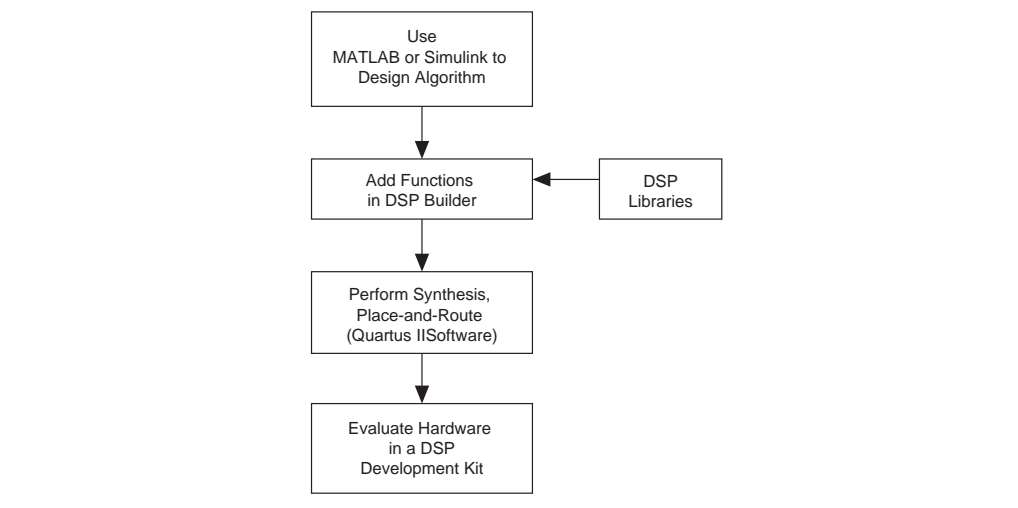 Use
MATLAB or Simulink to
Design Algorithm
Add Functions
in DSP Builder
DSP
Libraries
Perform Synthesis,
Place-and-Route
(Quartus IISoftware)
Evaluate Hardware
in a DSP
Development Kit